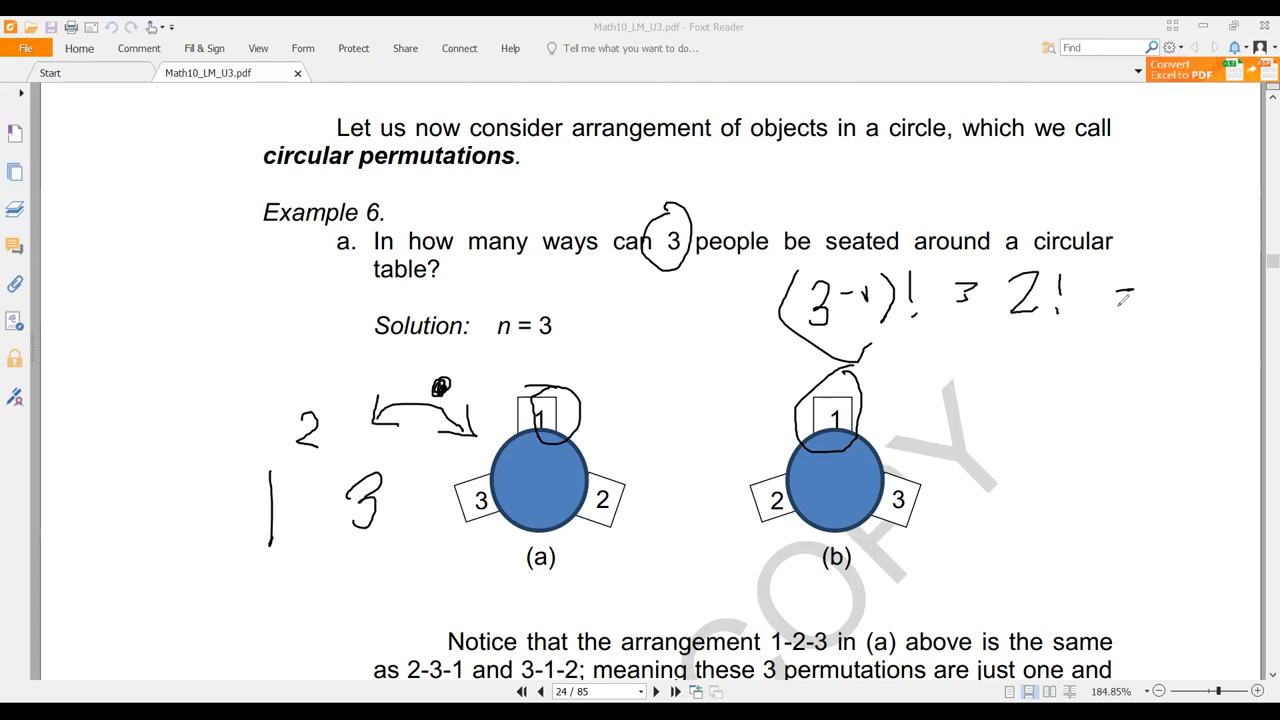 Math10_LM_U3.pdf - Foxit Reader
File Home Comment Fill & Sign View Form Protect Share Connect Help Tell me what you want to do... Find
Start Math10_LM_U3.pdf Convert Excel to PDF
Let us now consider arrangement of objects in a circle, which we call
circular permutations.
Example 6.
a. In how many ways can 3 people be seated around a circular
table?
(3-1)! = 2! =
Solution: n = 3
1
1
2
3
2
2
3
1 3
(a)
(b)
COPY
Notice that the arrangement 1-2-3 in (a) above is the same
as 2-3-1 and 3-1-2; meaning these 3 permutations are just one and
24 / 85 184.85%